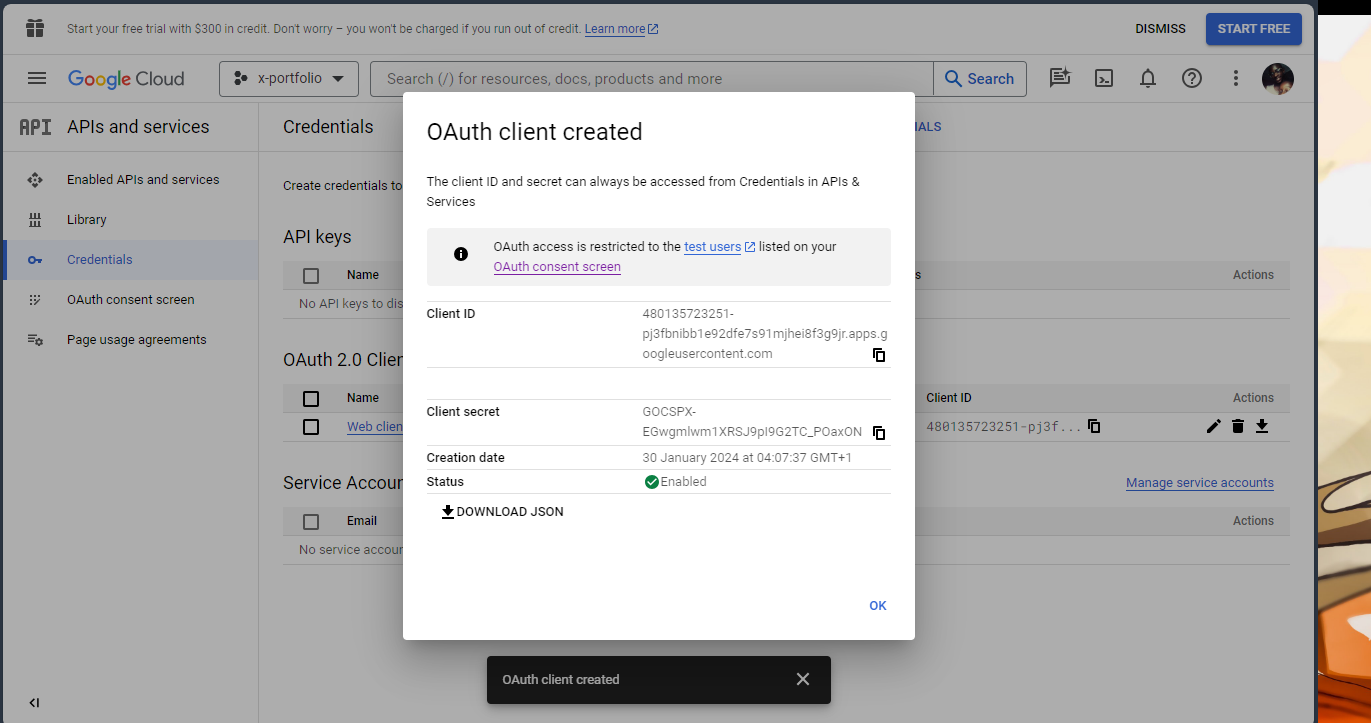 Start your free trial with $300 in credit. Don't worry – you won't be charged if you run out of credit. Learn more
DISMISS
START FREE
Google Cloud
x-portfolio
Search (/) for resources, docs, products and more
Search
API
APIs and services
Credentials
IALS
Enabled APIs and services
Library
Credentials
OAuth consent screen
Page usage agreements
Create credentials to
API keys
Name
s
Actions
No API keys to dis
OAuth 2.0 Clien
Name
Client ID
Actions
Web clien
480135723251-pj3f...
Service Accoun
Manage service accounts
Email
Actions
No service accoun
OAuth client created
The client ID and secret can always be accessed from Credentials in APIs &
Services
OAuth access is restricted to the test users listed on your
OAuth consent screen
Client ID
480135723251-
pj3fbnibb1e92dfe7s91mjhei8f3g9jr.apps.g
oogleusercontent.com
Client secret
GOCSPX-
EGwgmlwm1XRSJ9pI9G2TC_POaxON
Creation date
30 January 2024 at 04:07:37 GMT+1
Status
Enabled
DOWNLOAD JSON
OK
OAuth client created